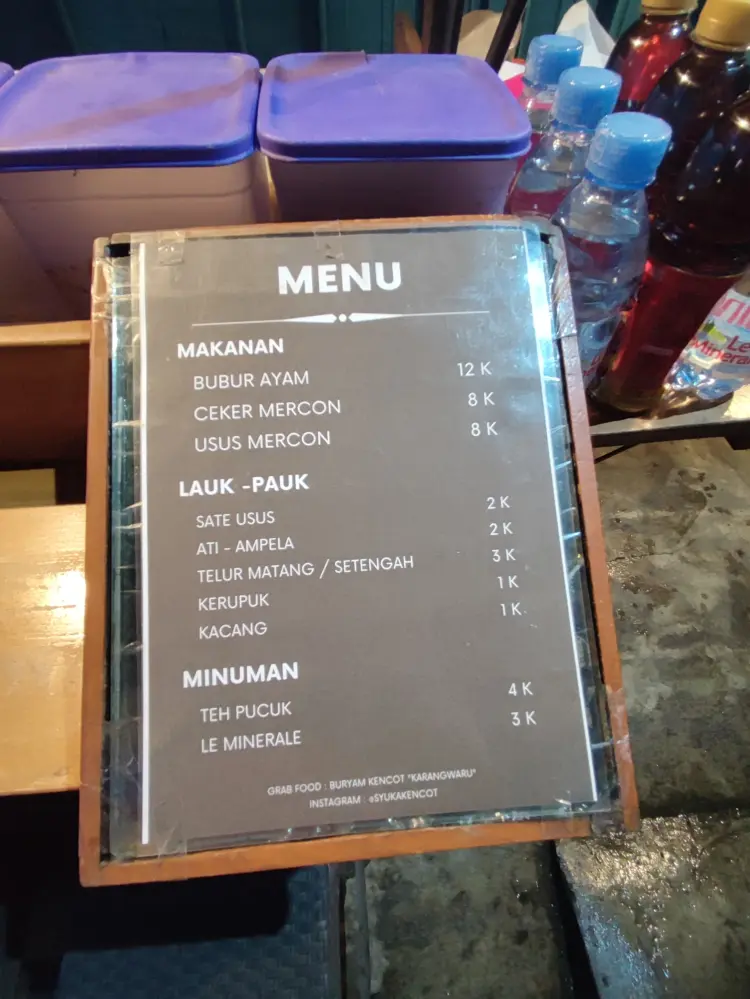 MENU
MAKANAN
BUBUR AYAM 12 K
CEKER MERCON 8 K
USUS MERCON 8 K
LAUK -PAUK
SATE USUS 2 K
ATI - AMPELA 2 K
TELUR MATANG / SETENGAH 3 K
KERUPUK 1 K
KACANG 1 K
MINUMAN
TEH PUCUK 4 K
LE MINERALE 3 K
GRAB FOOD : BURYAM KENCOT "KARANGWARU"
INSTAGRAM : @SYUKAKENCOT
Le
Minerale